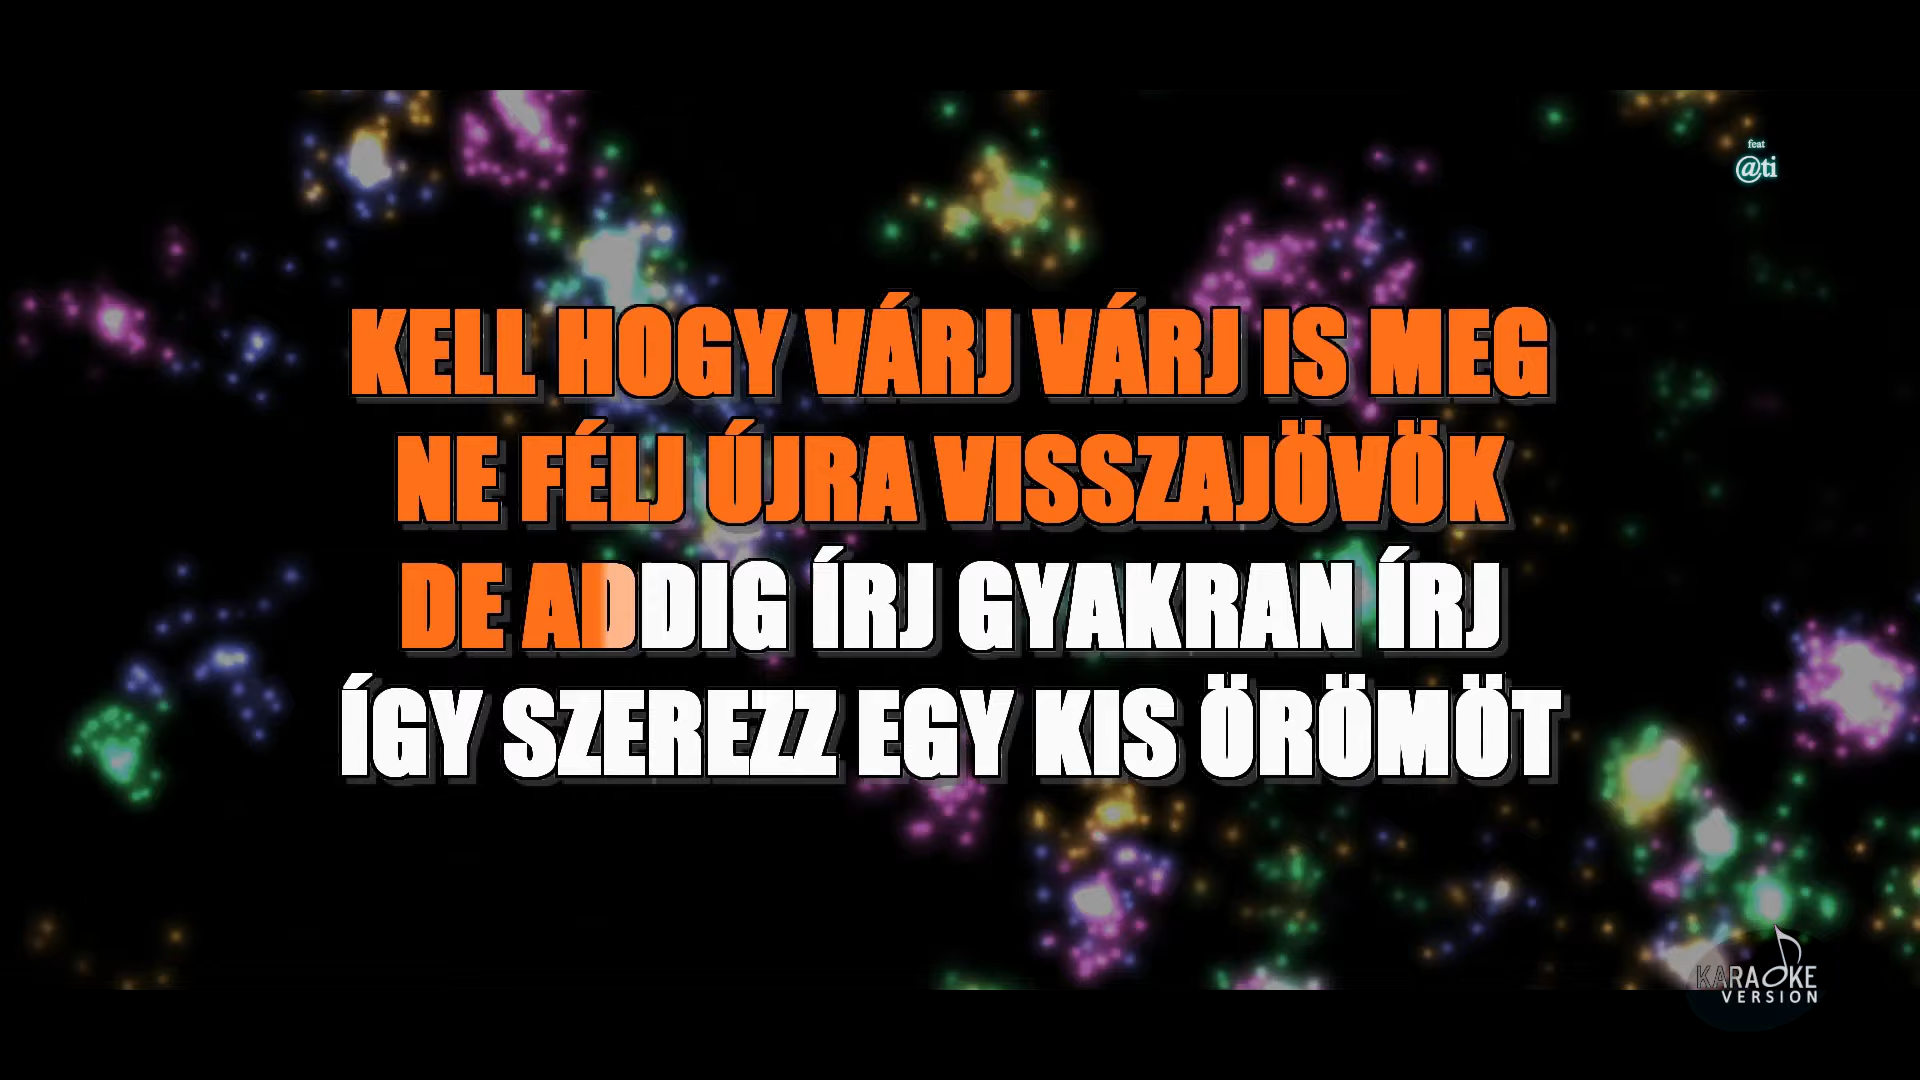 feat
@ti
KELL HOGY VÁRJ VÁRJ IS MEG
NE FÉLJ ÚJRA VISSZAJÖVÖK
DE ADDIG ÍRJ GYAKRAN ÍRJ
ÍGY SZEREZZ EGY KIS ÖRÖMÖT
KARAOKE
VERSION